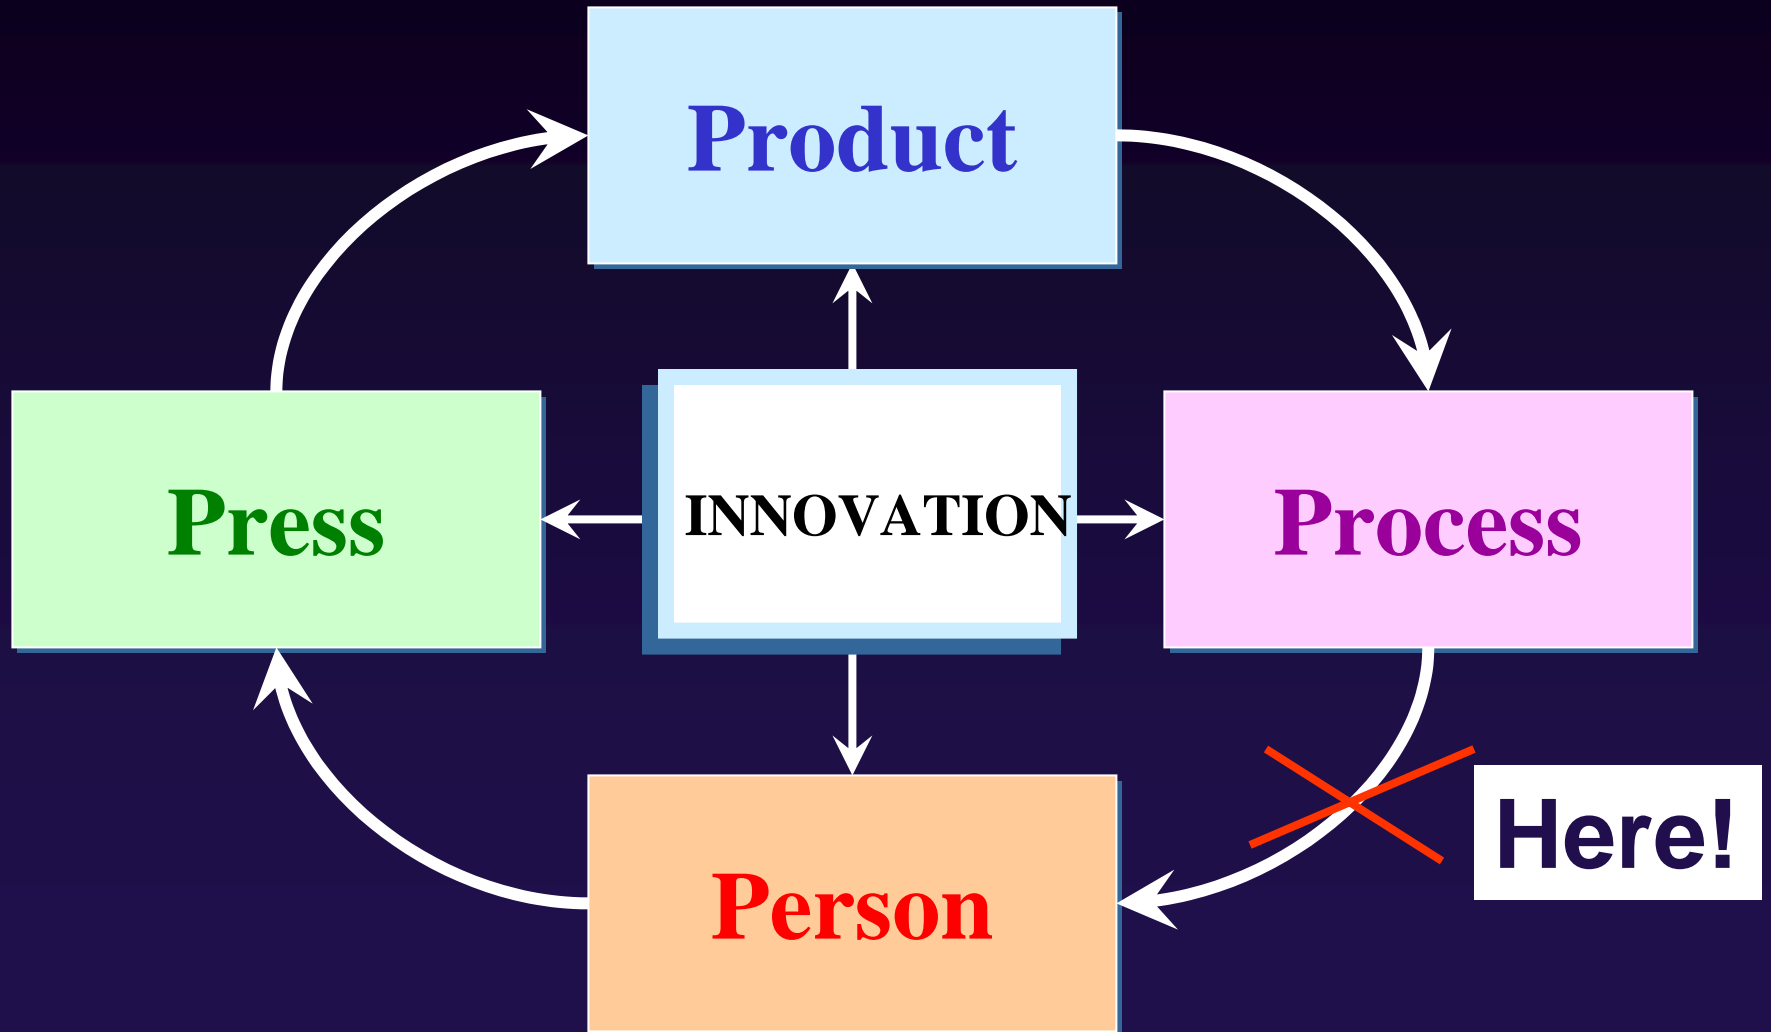 Product
Press
INNOVATION
Process
Here!
Person